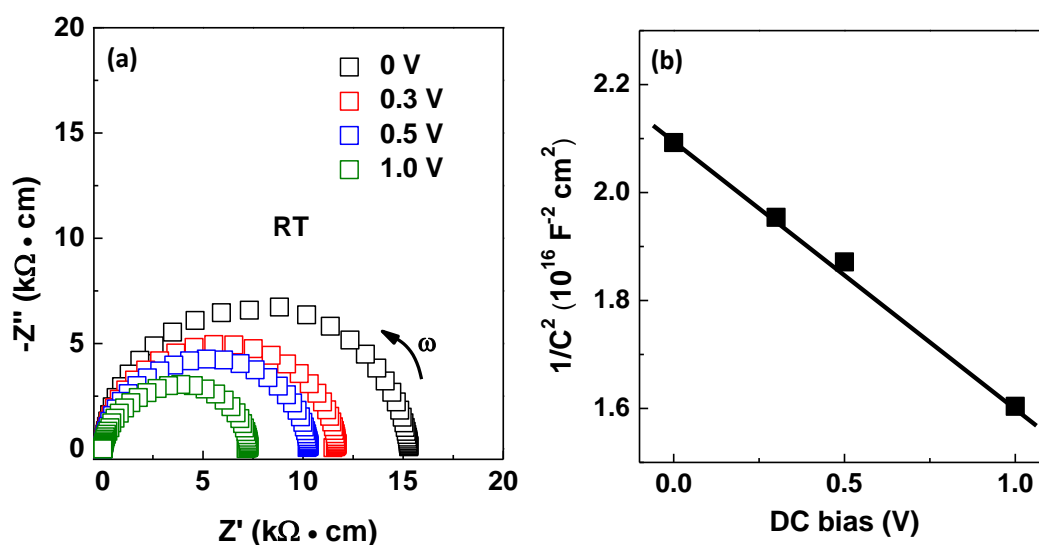 (a)
0 V
0.3 V
0.5 V
1.0 V
RT
ω
20
15
10
5
0
-Z'' (kΩ • cm)
0 5 10 15 20
Z' (kΩ • cm)
(b)
2.2
2.0
1.8
1.6
1/C² (10¹⁶ F⁻² cm²)
0.0 0.5 1.0
DC bias (V)